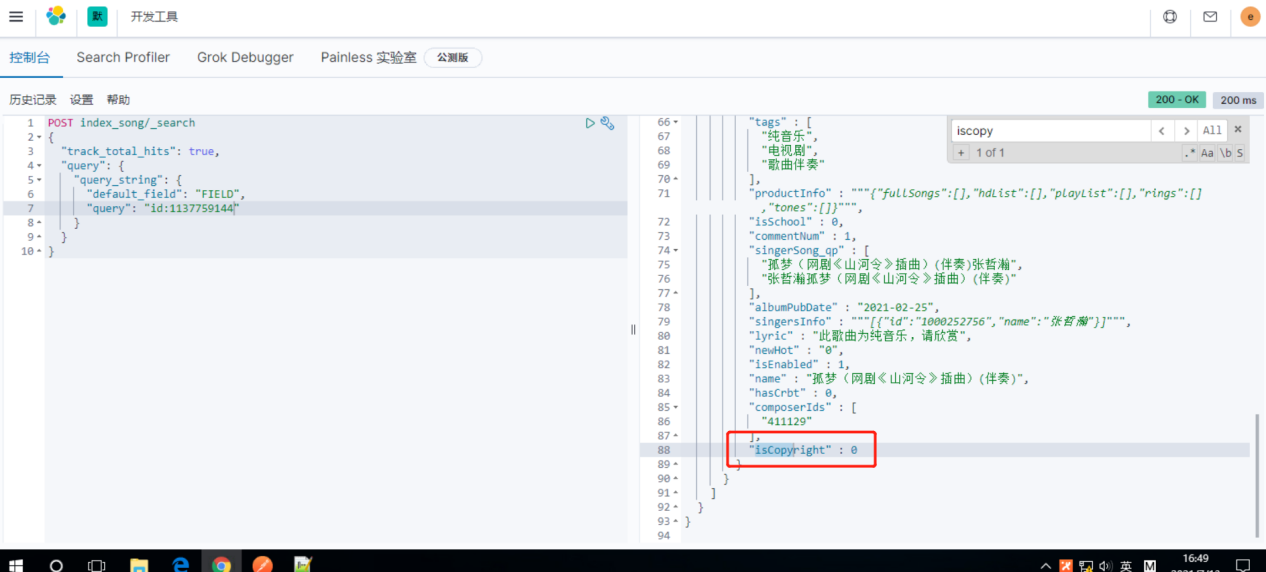 默 开发工具 e
控制台 Search Profiler Grok Debugger Painless 实验室 公测版
历史记录 设置 帮助 200 - OK 200 ms
1 POST index_song/_search
2 {
3 "track_total_hits": true,
4 "query": {
5 "query_string": {
6 "default_field": "FIELD",
7 "query": "id:1137759144"
8 }
9 }
10 }
iscopy All
+ 1 of 1 .* Aa \b S
66 "tags" : [
67 "纯音乐",
68 "电视剧",
69 "歌曲伴奏"
70 ],
71 "productInfo" : """{"fullSongs":[],"hdList":[],"playList":[],"rings":[]
,"tones":[]}""",
72 "isSchool" : 0,
73 "commentNum" : 1,
74 "singerSong_qp" : [
75 "孤梦（网剧《山河令》插曲）(伴奏)张哲瀚",
76 "张哲瀚孤梦（网剧《山河令》插曲）(伴奏)"
77 ],
78 "albumPubDate" : "2021-02-25",
79 "singersInfo" : """[{"id":"1000252756","name":"张哲瀚"}]""",
80 "lyric" : "此歌曲为纯音乐，请欣赏",
81 "newHot" : "0",
82 "isEnabled" : 1,
83 "name" : "孤梦（网剧《山河令》插曲）(伴奏)",
84 "hasCrbt" : 0,
85 "composerIds" : [
86 "411129"
87 ],
88 "isCopyright" : 0
89 }
90 }
91 ]
92 }
93 }
94
英 M 16:49